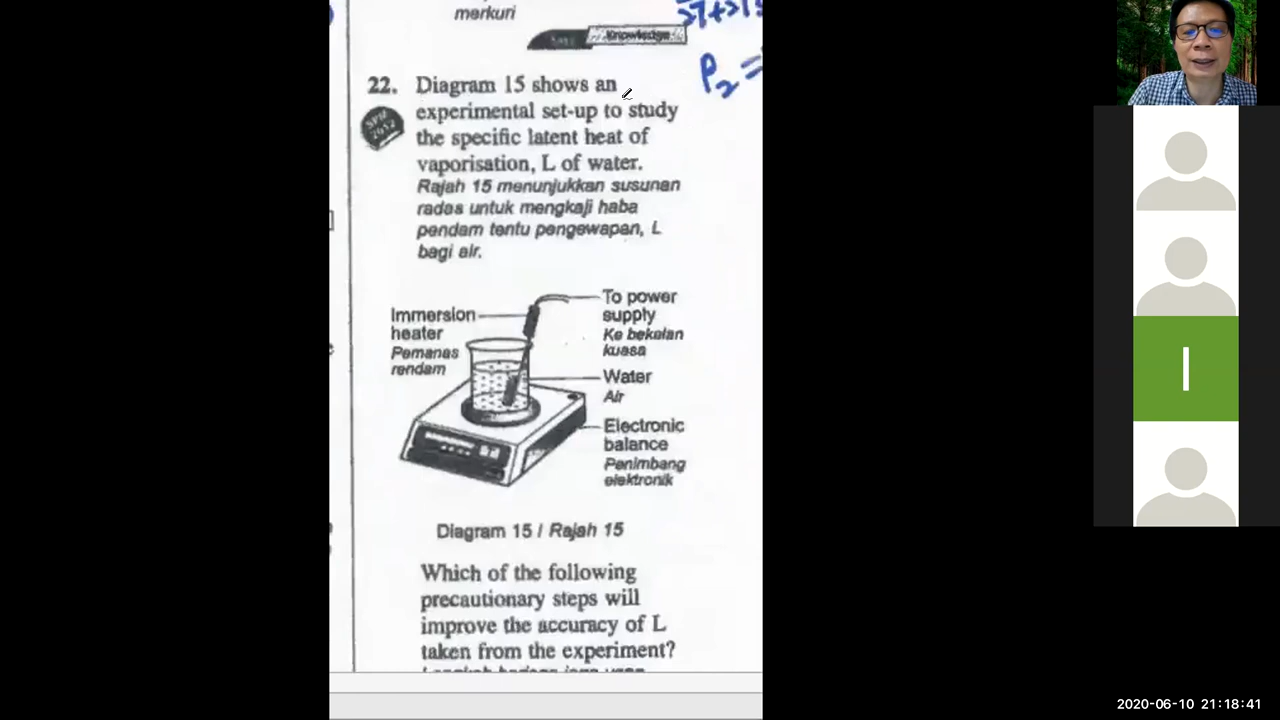 merkuri
Knowledge
22. Diagram 15 shows an
experimental set-up to study
the specific latent heat of
vaporisation, L of water.
Rajah 15 menunjukkan susunan
radas untuk mengkaji haba
pendam tentu pengewapan, L
bagi air.
Immersion
heater
Pemanas
rendam
To power
supply
Ke bekalan
kuasa
Water
Air
Electronic
balance
Penimbang
elektronik
Diagram 15 / Rajah 15
Which of the following
precautionary steps will
improve the accuracy of L
taken from the experiment?
P2 =
I
2020-06-10 21:18:41